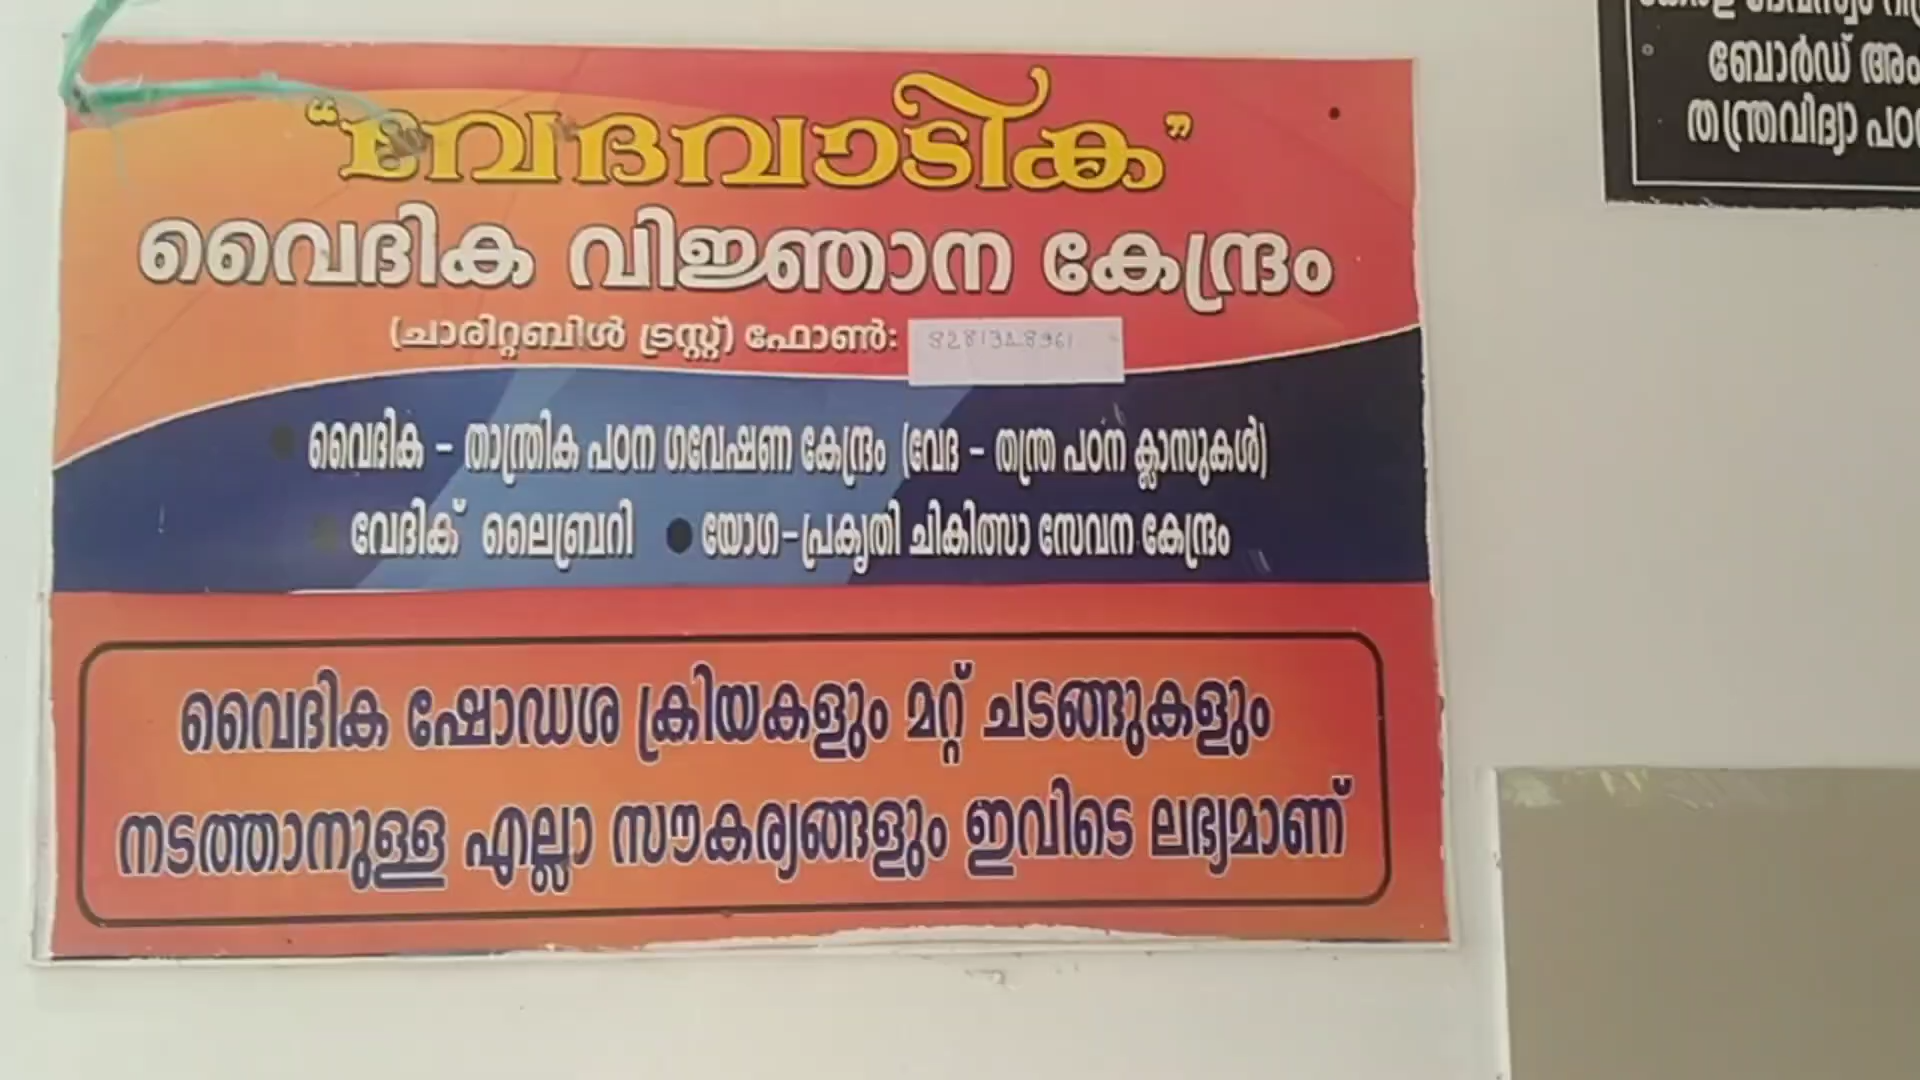 "വേദവാടിക"
വൈദിക വിജ്ഞാന കേന്ദ്രം
(ചാരിറ്റബിൾ ട്രസ്റ്റ്) ഫോൺ:
വൈദിക - താന്ത്രിക പഠന ഗവേഷണ കേന്ദ്രം (വേദ - തന്ത്ര പഠന ക്ലാസുകൾ)
വേദിക് ലൈബ്രറി ● യോഗ-പ്രകൃതി ചികിത്സാ സേവന കേന്ദ്രം
വൈദിക ഷോഡശ ക്രിയകളും മറ്റ് ചടങ്ങുകളും
നടത്താനുള്ള എല്ലാ സൗകര്യങ്ങളും ഇവിടെ ലഭ്യമാണ്
ബോർഡ് അം
തന്ത്രവിദ്യാ പഠ